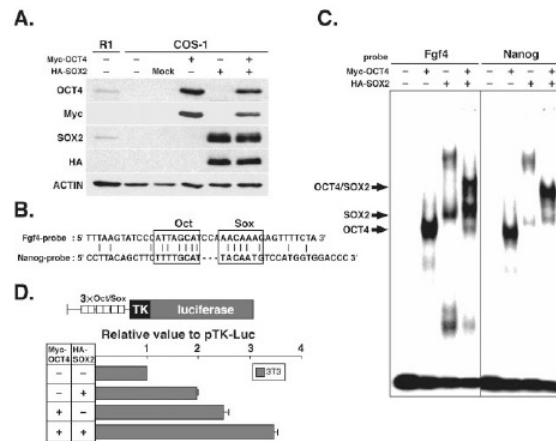 A.
R1 COS-1
Myc-OCT4 – – – + – +
HA-SOX2 – – Mock – + +
OCT4
Myc
SOX2
HA
ACTIN
B.
Oct Sox
Fgf4-probe : 5' TTTAAGTATCCCATTAGCATCCAAACAAAGAGTTTTCTA 3'
Nanog-probe : 5' CCTTACAGCTTCTTTTGCAT---TACAATGTCCATGGTGGACCC 3'
C.
probe Fgf4 Nanog
Myc-OCT4 – + – + – + – +
HA-SOX2 – – + + – – + +
OCT4/SOX2
SOX2
OCT4
D.
3×Oct/Sox TK luciferase
Relative value to pTK-Luc
Myc-OCT4 HA-SOX2 1 2 3 4
– –
– +
+ –
+ +
3T3